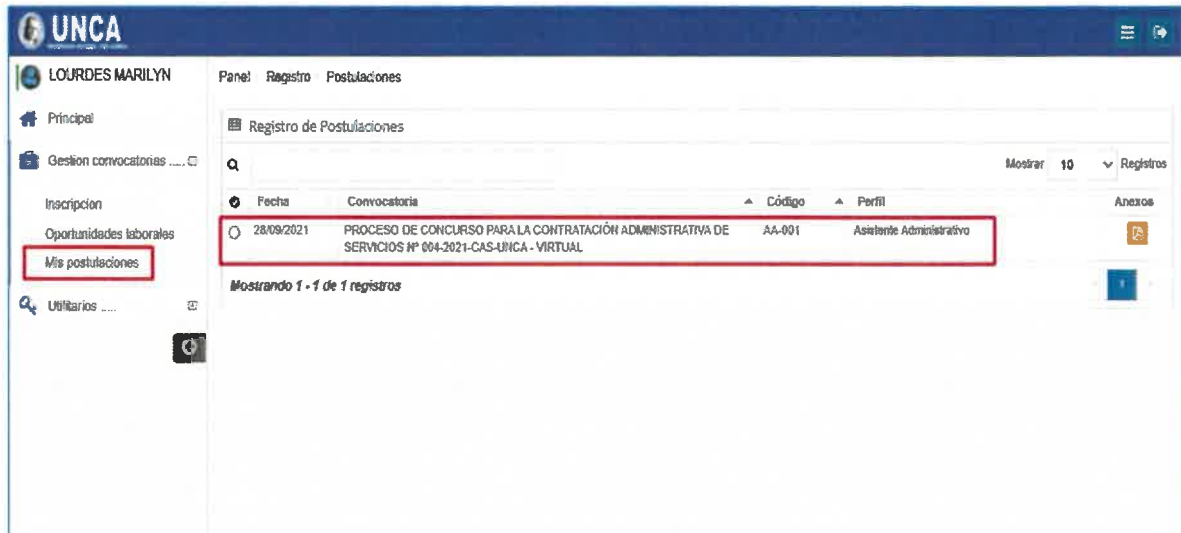 UNCA
LOURDES MARILYN
Panel Registro Postulaciones
Principal
Registro de Postulaciones
Gestion convocatorias .....
Mostrar 10 Registros
Inscripcion
Fecha Convocatoria Código Perfil Anexos
Oportunidades laborales
28/09/2021 PROCESO DE CONCURSO PARA LA CONTRATACIÓN ADMINISTRATIVA DE AA-001 Asistente Administrativo
SERVICIOS Nº 004-2021-CAS-UNCA - VIRTUAL
Mis postulaciones
Mostrando 1 - 1 de 1 registros
1
Utilitarios .....